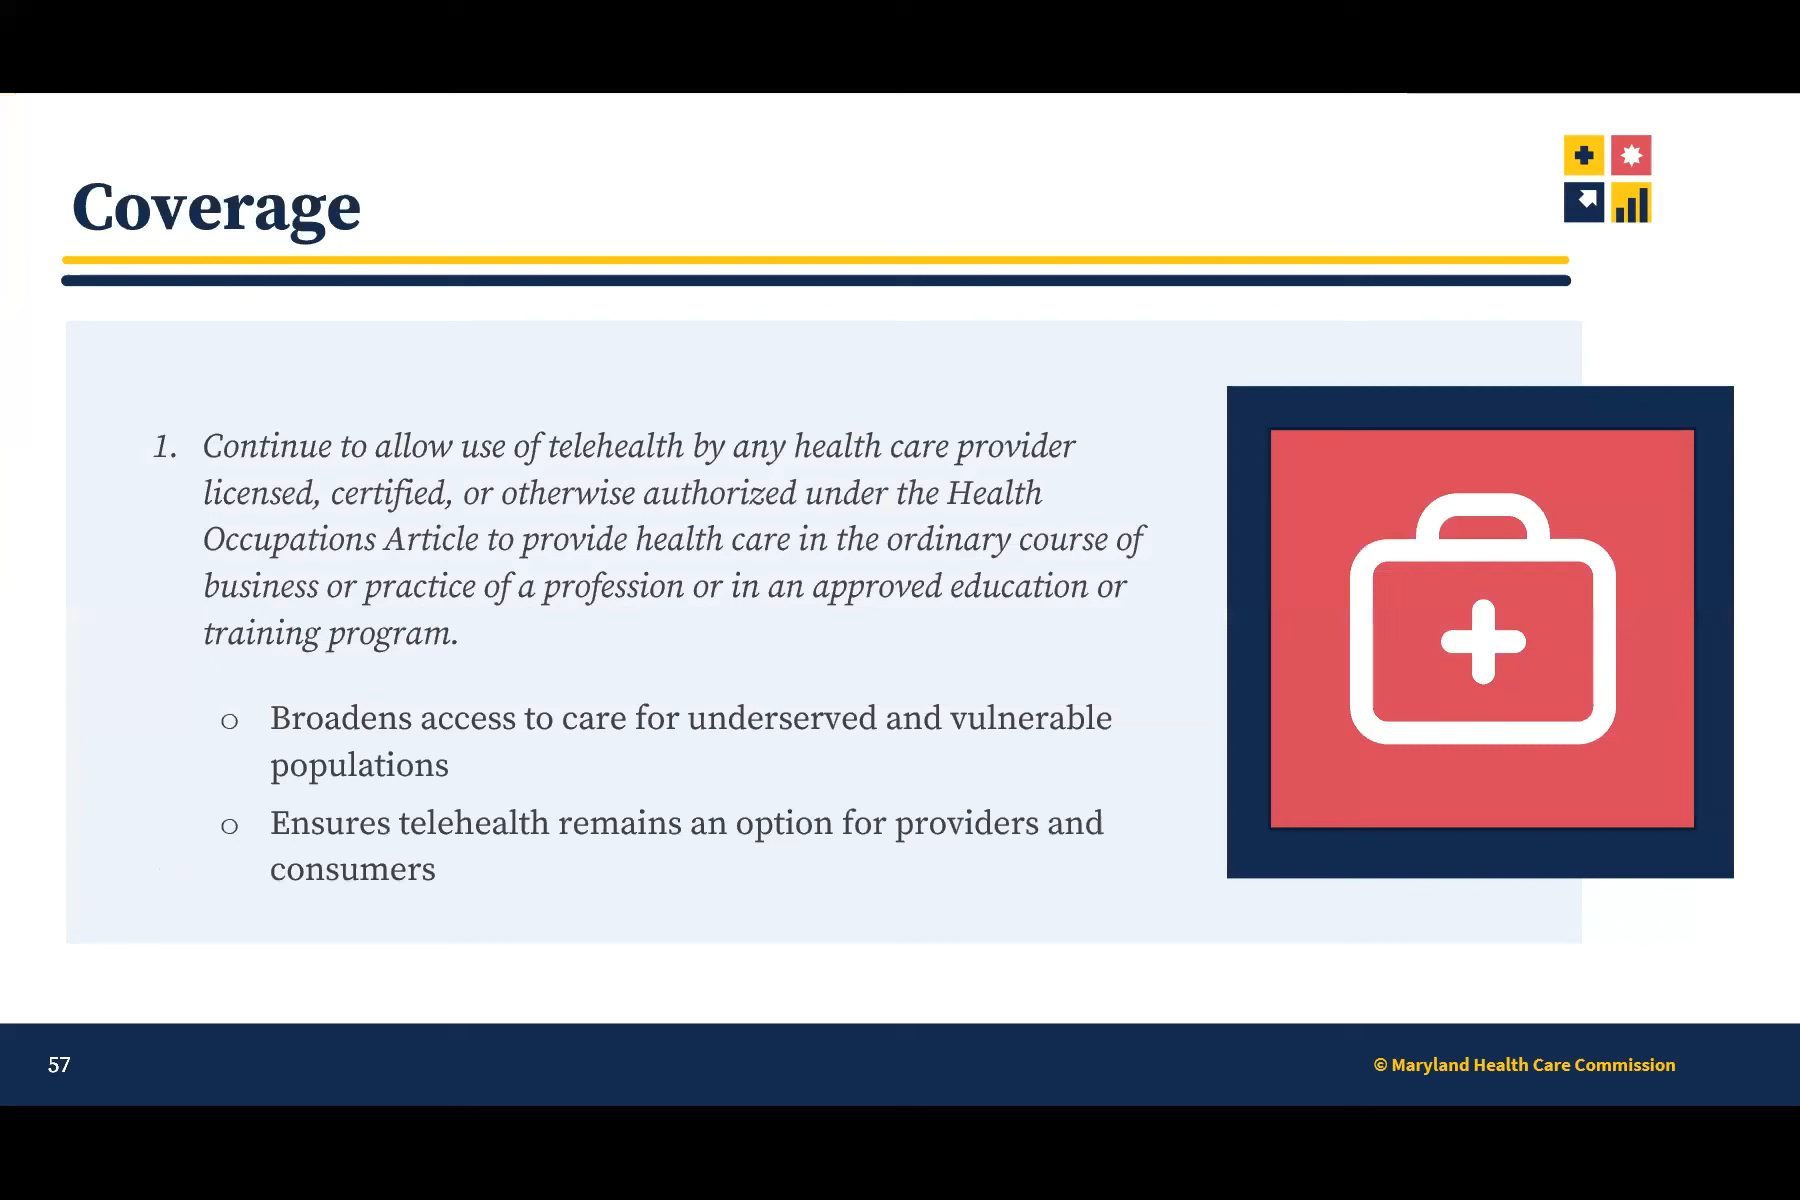 Coverage
1. Continue to allow use of telehealth by any health care provider
licensed, certified, or otherwise authorized under the Health
Occupations Article to provide health care in the ordinary course of
business or practice of a profession or in an approved education or
training program.
○ Broadens access to care for underserved and vulnerable
populations
○ Ensures telehealth remains an option for providers and
consumers
57
© Maryland Health Care Commission